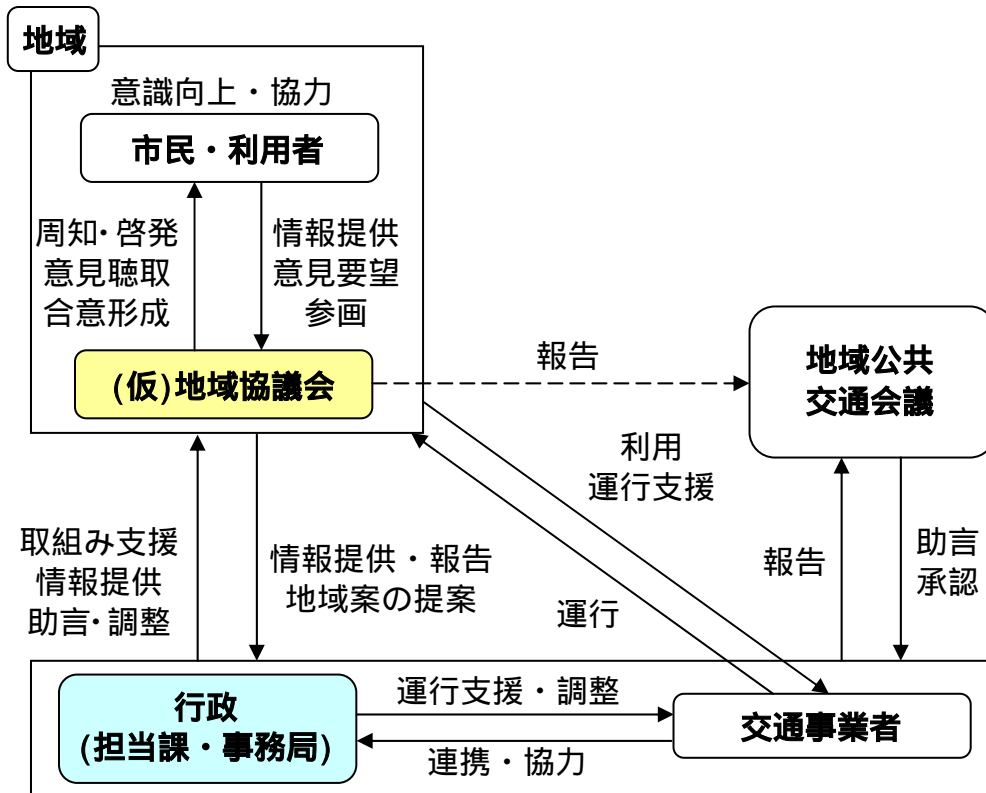 地域
意識向上・協力
市民・利用者
周知・啓発
意見聴取
合意形成
情報提供
意見要望
参画
(仮)地域協議会
報告
地域公共
交通会議
利用
運行支援
取組み支援
情報提供
助言・調整
情報提供・報告
地域案の提案
運行
報告
助言
承認
行政
(担当課・事務局)
運行支援・調整
連携・協力
交通事業者